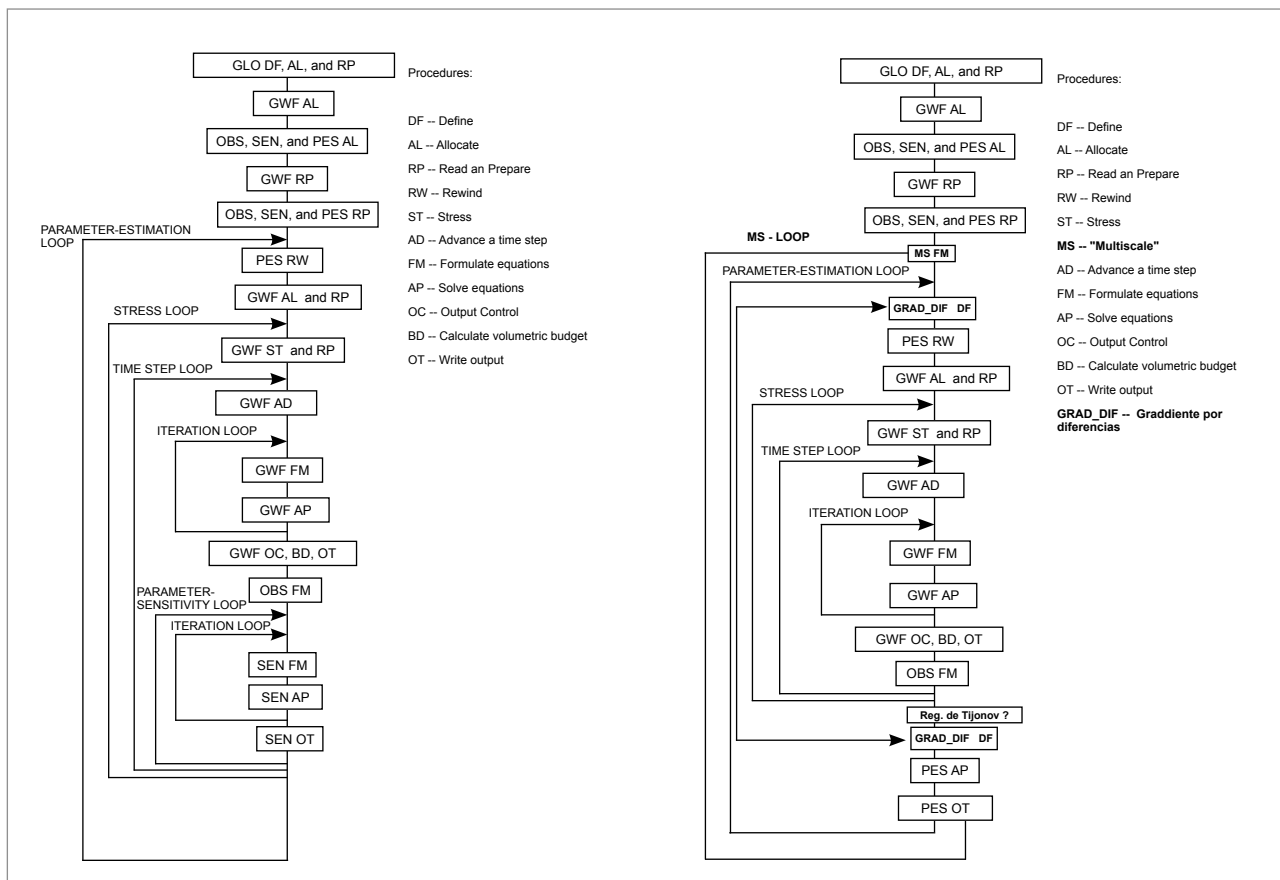 GLO DF, AL, and RP
GWF AL
OBS, SEN, and PES AL
GWF RP
OBS, SEN, and PES RP
PARAMETER-ESTIMATION
LOOP
PES RW
GWF AL and RP
STRESS LOOP
GWF ST and RP
TIME STEP LOOP
GWF AD
ITERATION LOOP
GWF FM
GWF AP
GWF OC, BD, OT
OBS FM
PARAMETER-
SENSITIVITY LOOP
ITERATION LOOP
SEN FM
SEN AP
SEN OT
Procedures:
DF -- Define
AL -- Allocate
RP -- Read an Prepare
RW -- Rewind
ST -- Stress
AD -- Advance a time step
FM -- Formulate equations
AP -- Solve equations
OC -- Output Control
BD -- Calculate volumetric budget
OT -- Write output
GLO DF, AL, and RP
GWF AL
OBS, SEN, and PES AL
GWF RP
OBS, SEN, and PES RP
MS - LOOP
MS FM
PARAMETER-ESTIMATION LOOP
GRAD_DIF DF
PES RW
GWF AL and RP
STRESS LOOP
GWF ST and RP
TIME STEP LOOP
GWF AD
ITERATION LOOP
GWF FM
GWF AP
GWF OC, BD, OT
OBS FM
Reg. de Tijonov ?
GRAD_DIF DF
PES AP
PES OT
Procedures:
DF -- Define
AL -- Allocate
RP -- Read an Prepare
RW -- Rewind
ST -- Stress
MS -- "Multiscale"
AD -- Advance a time step
FM -- Formulate equations
AP -- Solve equations
OC -- Output Control
BD -- Calculate volumetric budget
OT -- Write output
GRAD_DIF -- Graddiente por
diferencias